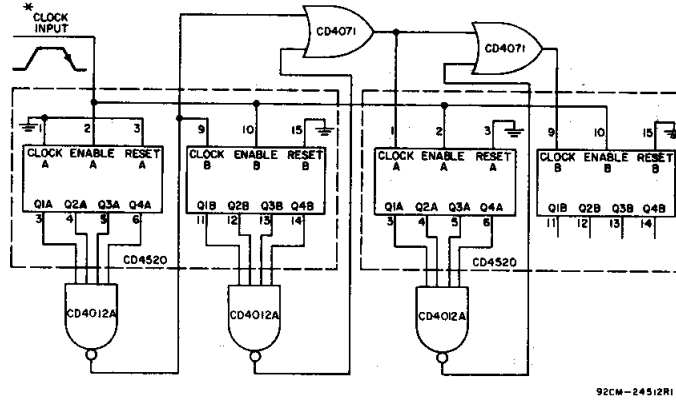 *
CLOCK
INPUT
CD4071
CD4071
1 2 3
9 10 15
1 2 3
9 10 15
CLOCK ENABLE RESET
A A A
CLOCK ENABLE RESET
B B B
CLOCK ENABLE RESET
A A A
CLOCK ENABLE RESET
B B B
Q1A Q2A Q3A Q4A
Q1B Q2B Q3B Q4B
Q1A Q2A Q3A Q4A
Q1B Q2B Q3B Q4B
3 4 5 6
11 12 13 14
3 4 5 6
11 12 13 14
CD4520
CD4520
CD4012A
CD4012A
CD4012A
92CM-24512R1